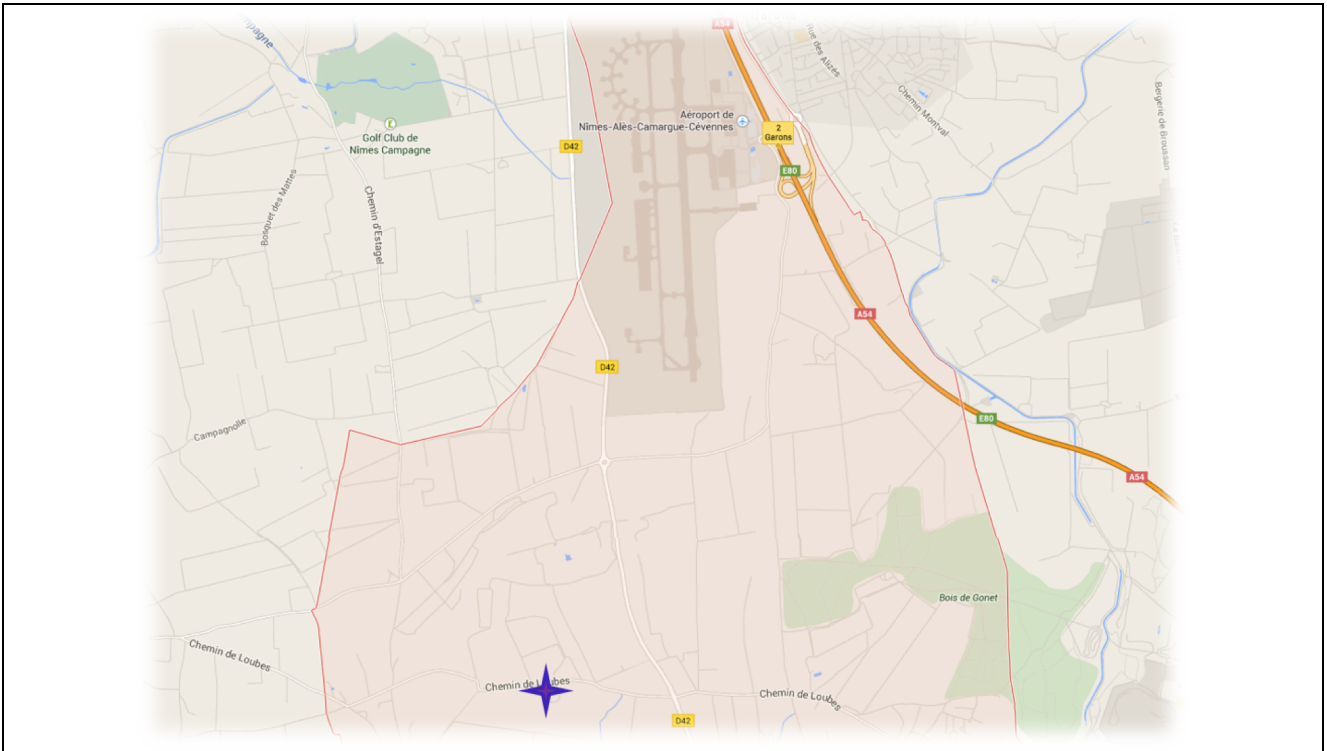 mpagne
A54
Rue des Alizés
Chemin Montval
Bergerie de Broussan
Aéroport de
Nîmes-Alès-Camargue-Cévennes
2
Garons
Golf Club de
Nîmes Campagne
D42
E80
Bosquet des Mattes
Chemin d'Estagel
A54
D42
Campagnolle
E80
A54
Bois de Gonet
Chemin de Loubes
Chemin de Loubes
Chemin de Loubes
D42